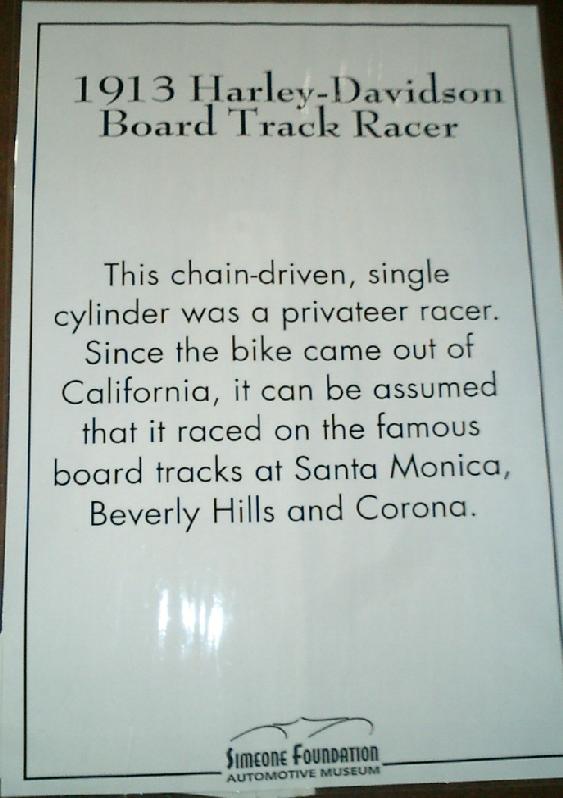 1913 Harley-Davidson
Board Track Racer
This chain-driven, single
cylinder was a privateer racer.
Since the bike came out of
California, it can be assumed
that it raced on the famous
board tracks at Santa Monica,
Beverly Hills and Corona.
Simeone Foundation
AUTOMOTIVE MUSEUM